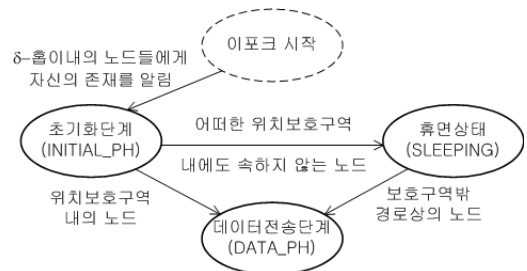 이포크 시작
δ-홉이내의 노드들에게
자신의 존재를 알림
초기화단계
(INITIAL_PH)
어떠한 위치보호구역
내에도 속하지 않는 노드
휴면상태
(SLEEPING)
위치보호구역
내의 노드
보호구역밖
경로상의 노드
데이터전송단계
(DATA_PH)